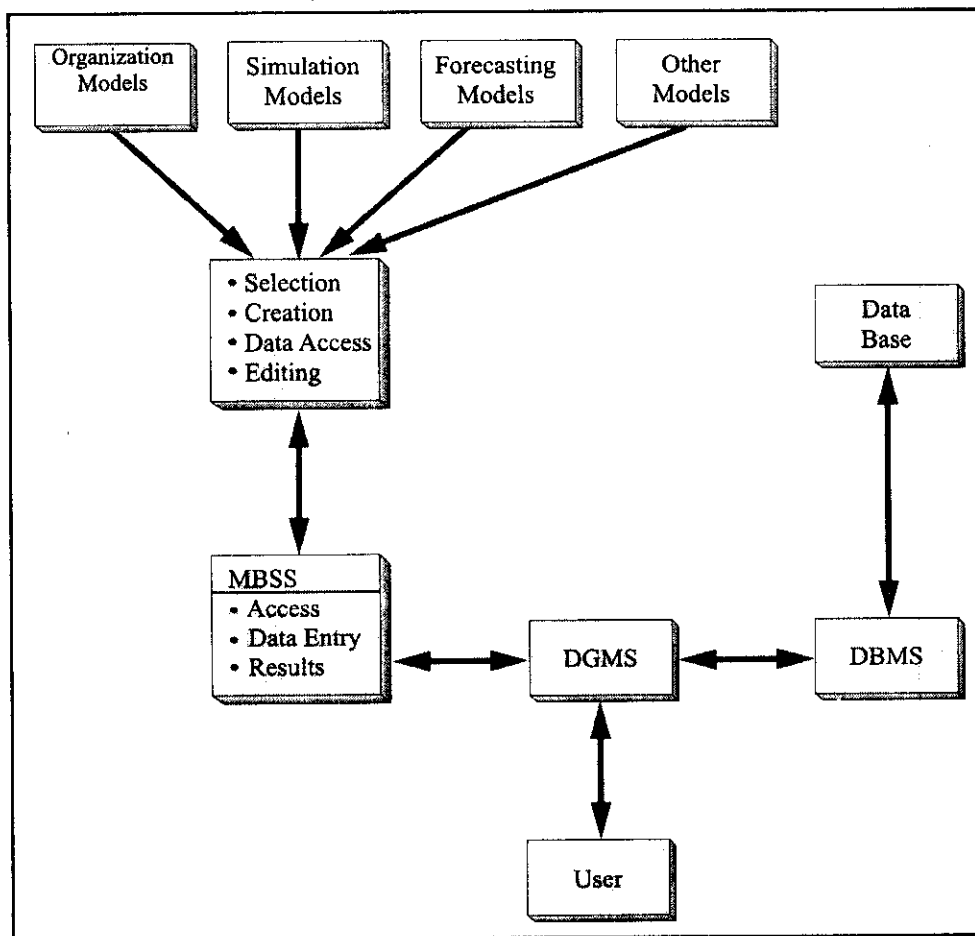 Organization
Models
Simulation
Models
Forecasting
Models
Other
Models
• Selection
• Creation
• Data Access
• Editing
Data
Base
MBSS
• Access
• Data Entry
• Results
DGMS
DBMS
User